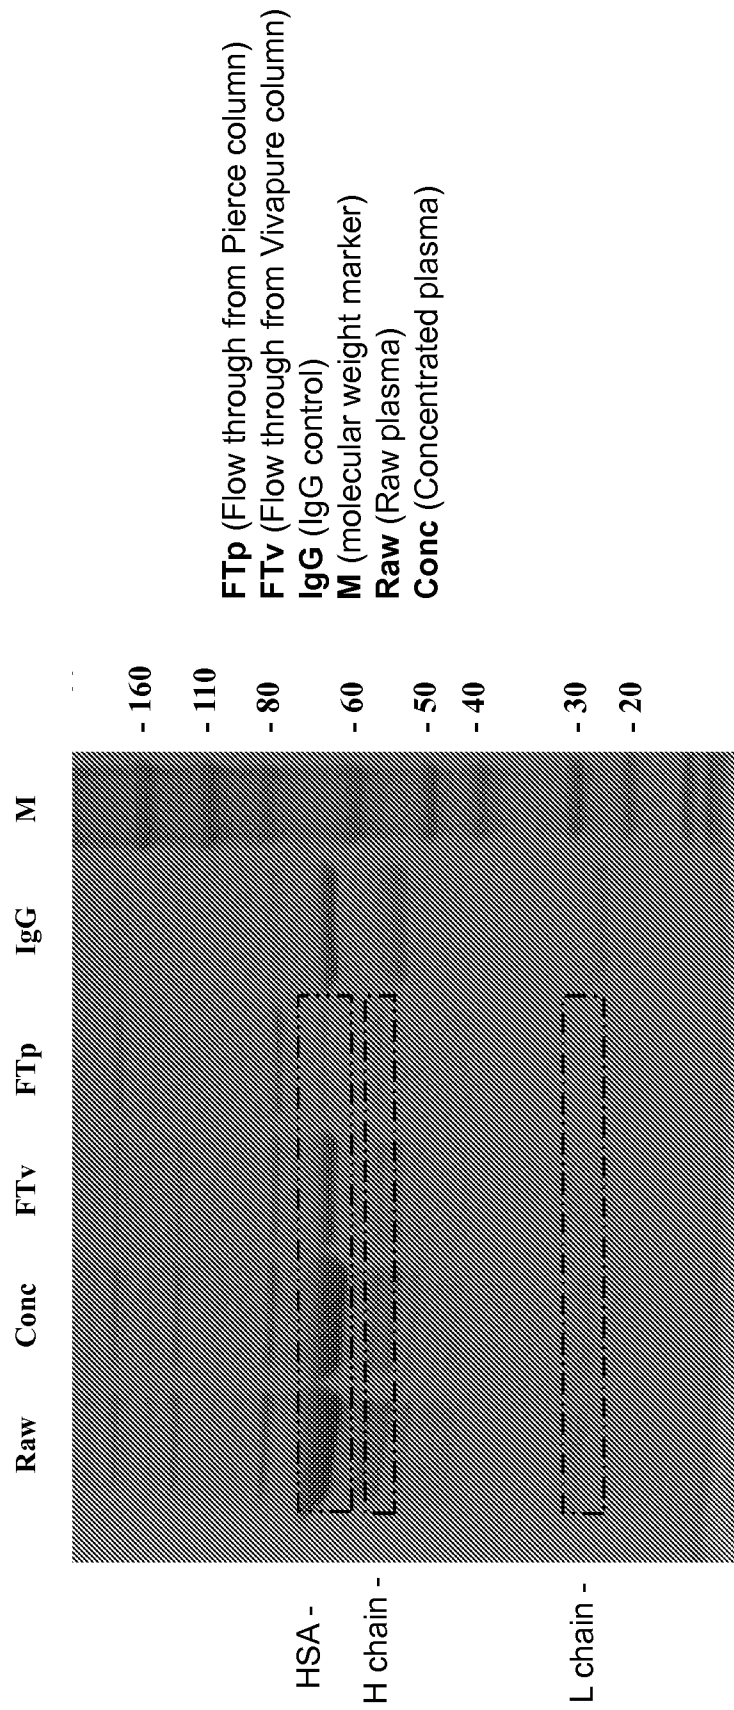 Raw Conc FTv FTp IgG M
HSA -
H chain -
L chain -
- 160
- 110
- 80
- 60
- 50
- 40
- 30
- 20
FTp (Flow through from Pierce column)
FTv (Flow through from Vivapure column)
IgG (IgG control)
M (molecular weight marker)
Raw (Raw plasma)
Conc (Concentrated plasma)